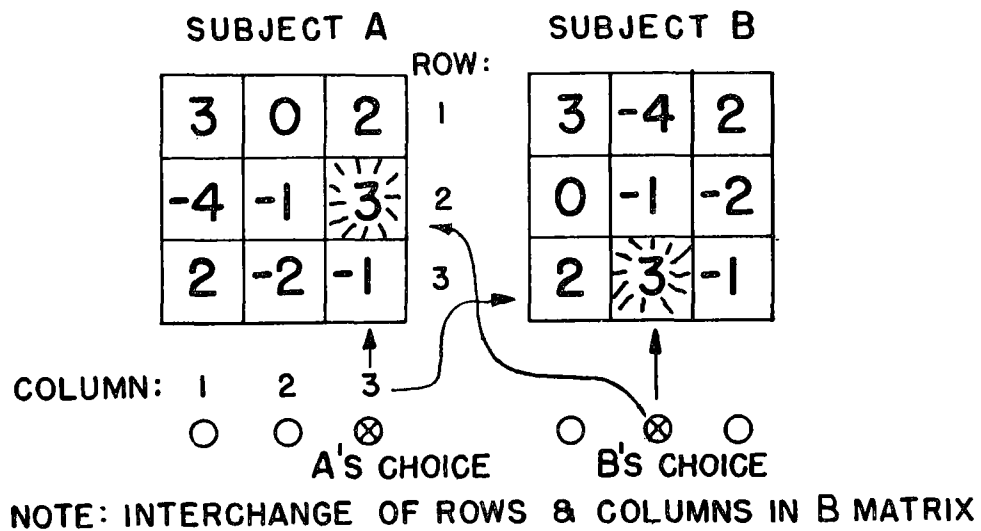 SUBJECT A SUBJECT B
ROW:
3 0 2 1 3 -4 2
-4 -1 3 2 0 -1 -2
2 -2 -1 3 2 3 -1
COLUMN: 1 2 3
A'S CHOICE B'S CHOICE
NOTE: INTERCHANGE OF ROWS & COLUMNS IN B MATRIX